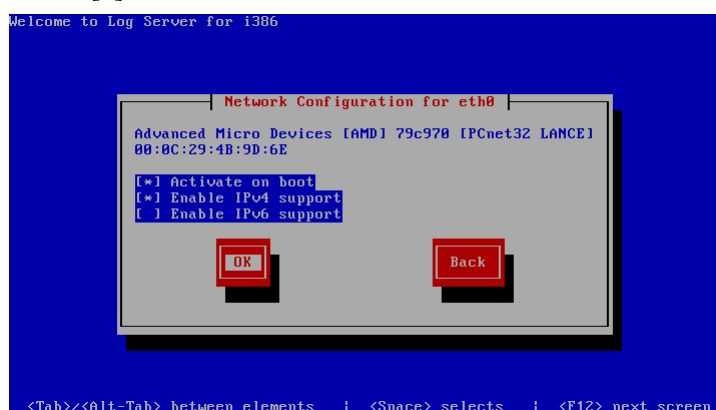 Welcome to Log Server for i386
Network Configuration for eth0
Advanced Micro Devices [AMD] 79c970 [PCnet32 LANCE]
00:0C:29:4B:9D:6E
[*] Activate on boot
[*] Enable IPv4 support
[ ] Enable IPv6 support
OK Back
<Tab>/<Alt-Tab> between elements | <Space> selects | <F12> next screen